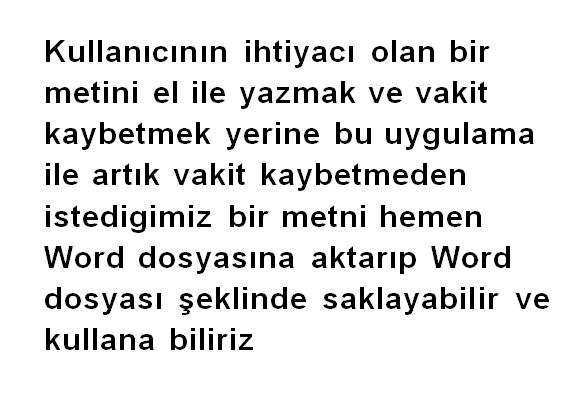 Kullanıcının ihtiyacı olan bir
metini el ile yazmak ve vakit
kaybetmek yerine bu uygulama
ile artık vakit kaybetmeden
istedigimiz bir metni hemen
Word dosyasına aktarıp Word
dosyası şeklinde saklayabilir ve
kullana biliriz